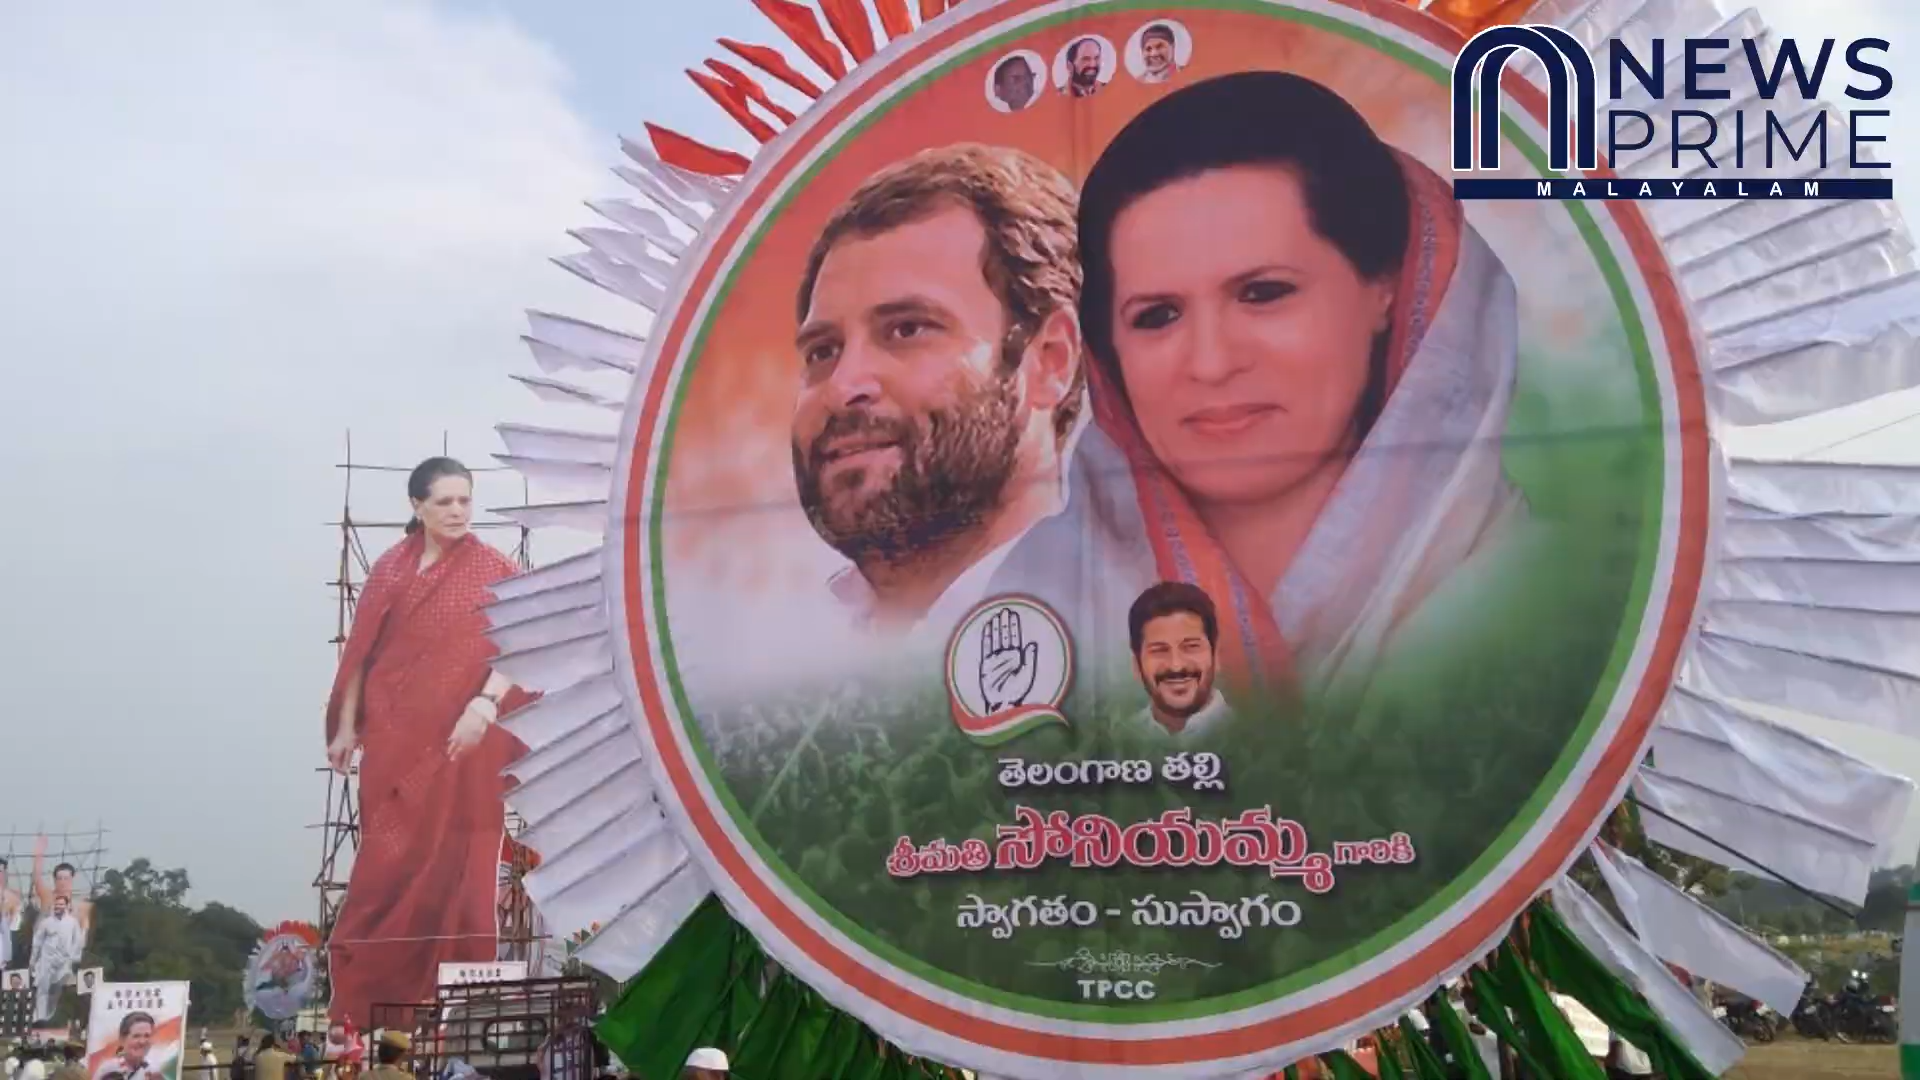 NEWS
PRIME
MALAYALAM
తెలంగాణ తల్లి
శ్రీమతి సోనియమ్మ గారికి
స్వాగతం - సుస్వాగం
TPCC